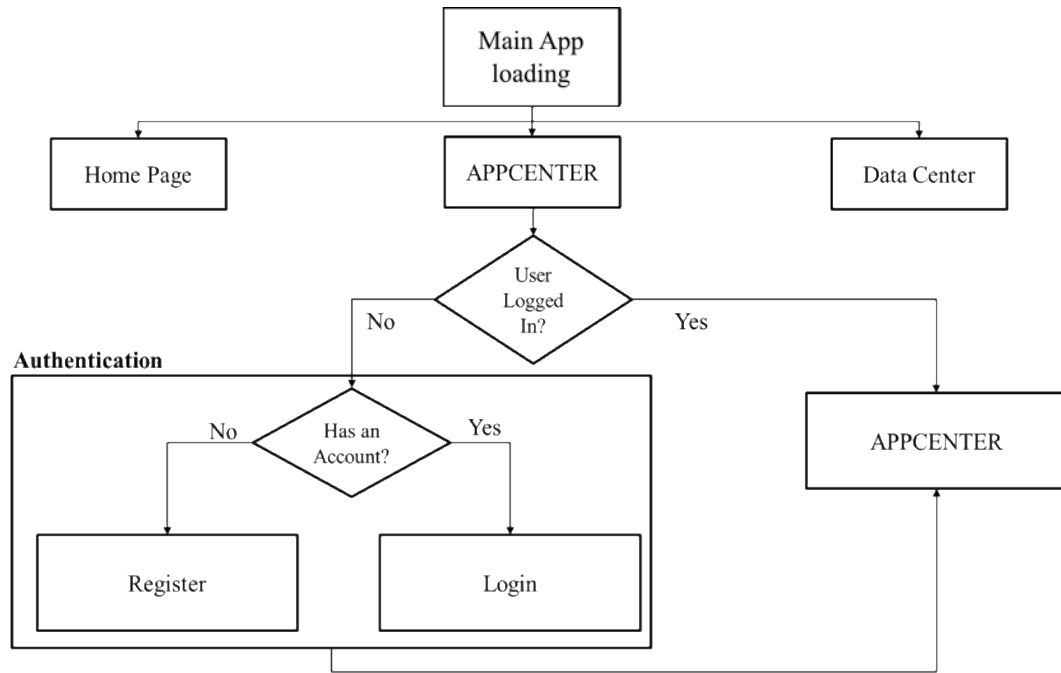 Main App
loading
Home Page
APPCENTER
Data Center
User
Logged
In?
No
Yes
Authentication
No
Has an
Account?
Yes
APPCENTER
Register
Login